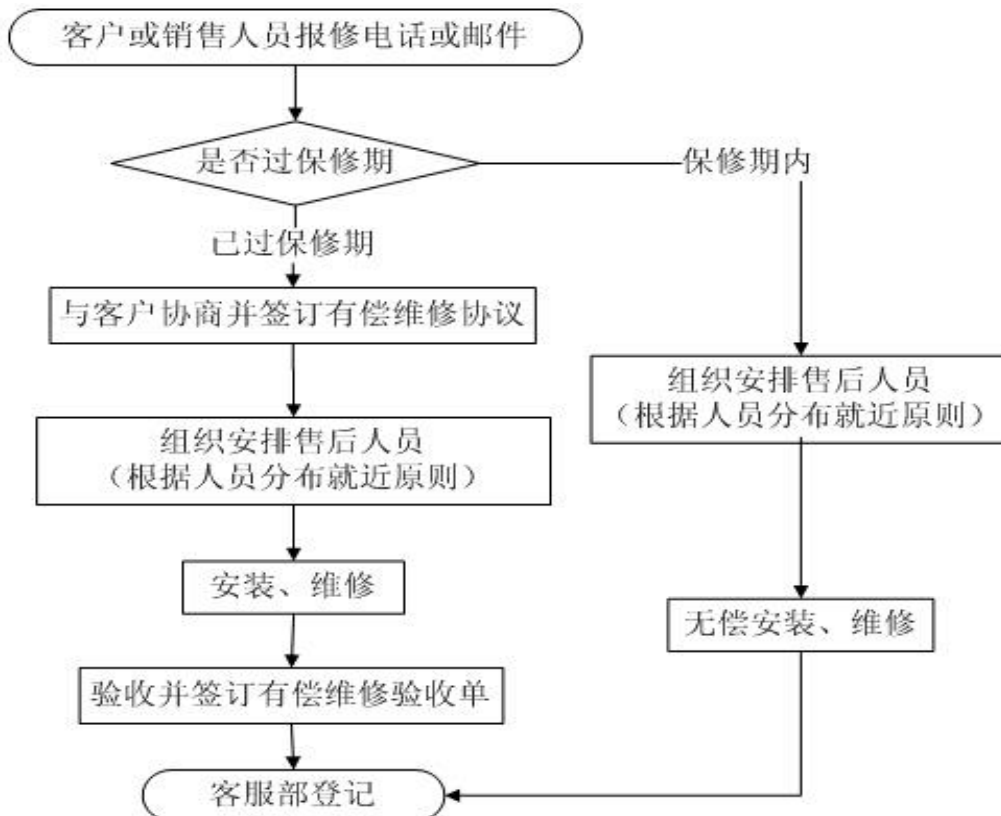 客户或销售人员报修电话或邮件
是否过保修期
保修期内
已过保修期
与客户协商并签订有偿维修协议
组织安排售后人员
（根据人员分布就近原则）
组织安排售后人员
（根据人员分布就近原则）
安装、维修
无偿安装、维修
验收并签订有偿维修验收单
客服部登记